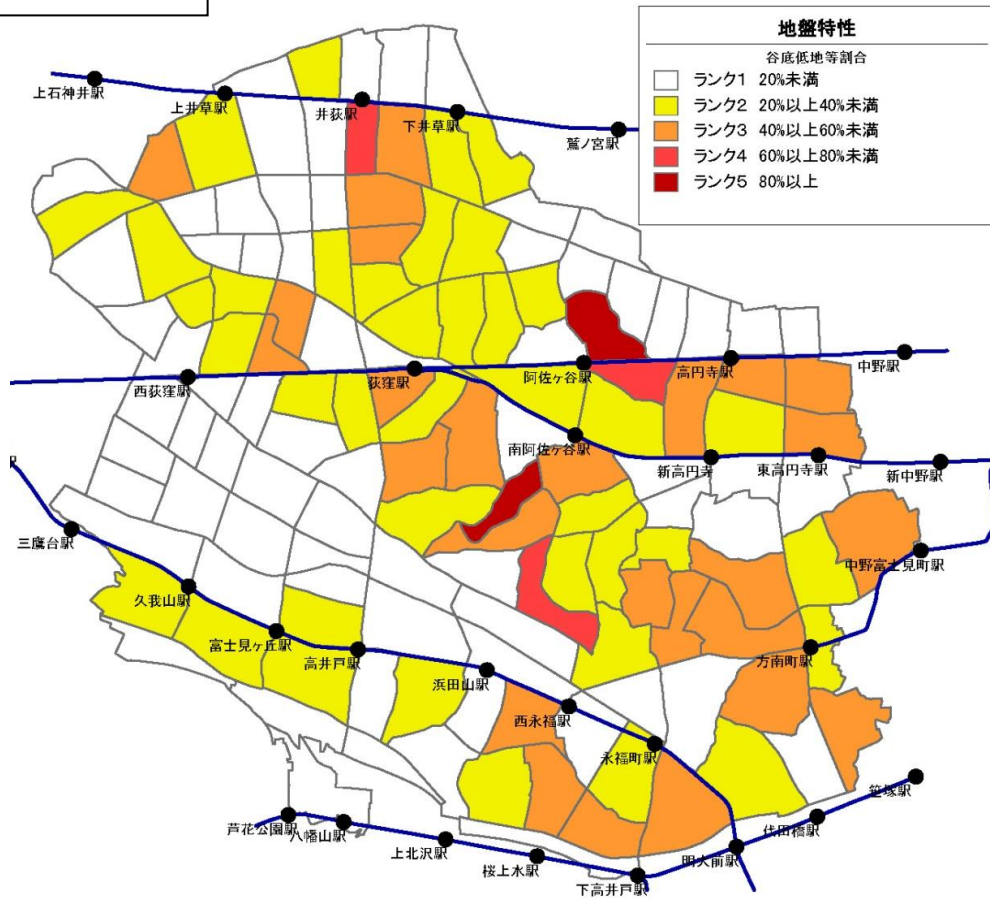 地盤特性
谷底低地等割合
ランク1 20%未満
ランク2 20%以上40%未満
ランク3 40%以上60%未満
ランク4 60%以上80%未満
ランク5 80%以上
上石神井駅
上井草駅
井荻駅
下井草駅
鷺ノ宮駅
西荻窪駅
荻窪駅
阿佐ヶ谷駅
高円寺駅
中野駅
南阿佐ヶ谷駅
新高円寺
東高円寺駅
新中野駅
三鷹台駅
久我山駅
富士見ヶ丘駅
高井戸駅
浜田山駅
西永福駅
永福町駅
中野富士見町駅
方南町駅
笹塚駅
代田橋駅
明大前駅
芦花公園駅
八幡山駅
上北沢駅
桜上水駅
下高井戸駅